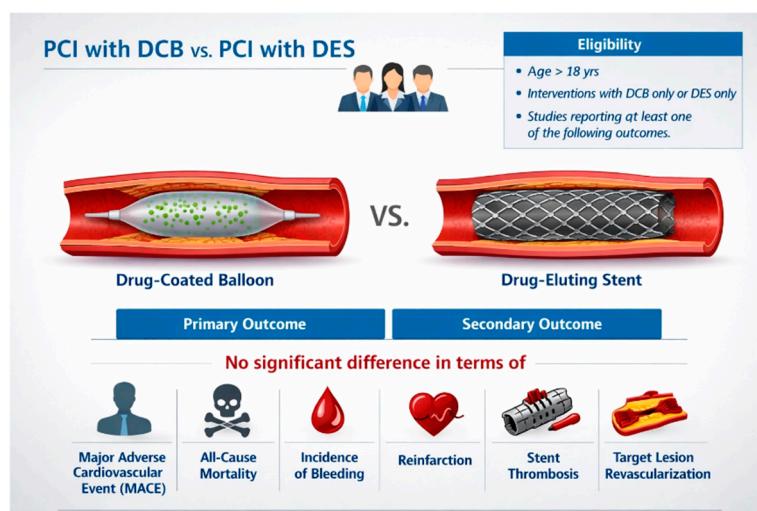 PCI with DCB vs. PCI with DES
Eligibility
• Age > 18 yrs
• Interventions with DCB only or DES only
• Studies reporting qt least one
of the following outcomes.
VS.
Drug-Coated Balloon
Drug-Eluting Stent
Primary Outcome
Secondary Outcome
No significant difference in terms of
Major Adverse
Cardiovascular
Event (MACE)
All-Cause
Mortality
Incidence
of Bleeding
Reinfarction
Stent
Thrombosis
Target Lesion
Revascularization